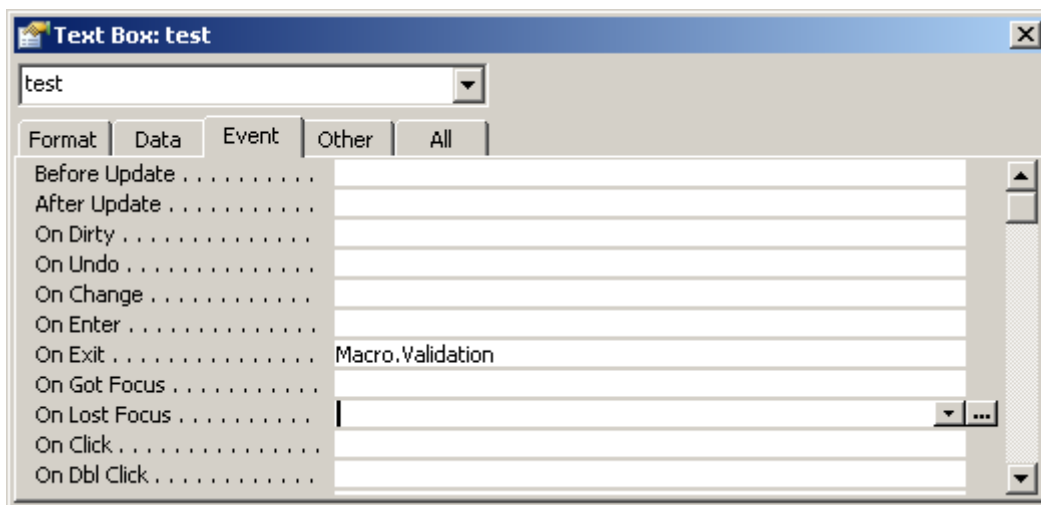 Text Box: test
test
Format Data Event Other All
Before Update . . . . . . . . . .
After Update . . . . . . . . . . .
On Dirty . . . . . . . . . . . . . .
On Undo . . . . . . . . . . . . . .
On Change . . . . . . . . . . . .
On Enter . . . . . . . . . . . . . .
On Exit . . . . . . . . . . . . . . . Macro.Validation
On Got Focus . . . . . . . . . . .
On Lost Focus . . . . . . . . . . ...
On Click . . . . . . . . . . . . . . .
On Dbl Click . . . . . . . . . . . .